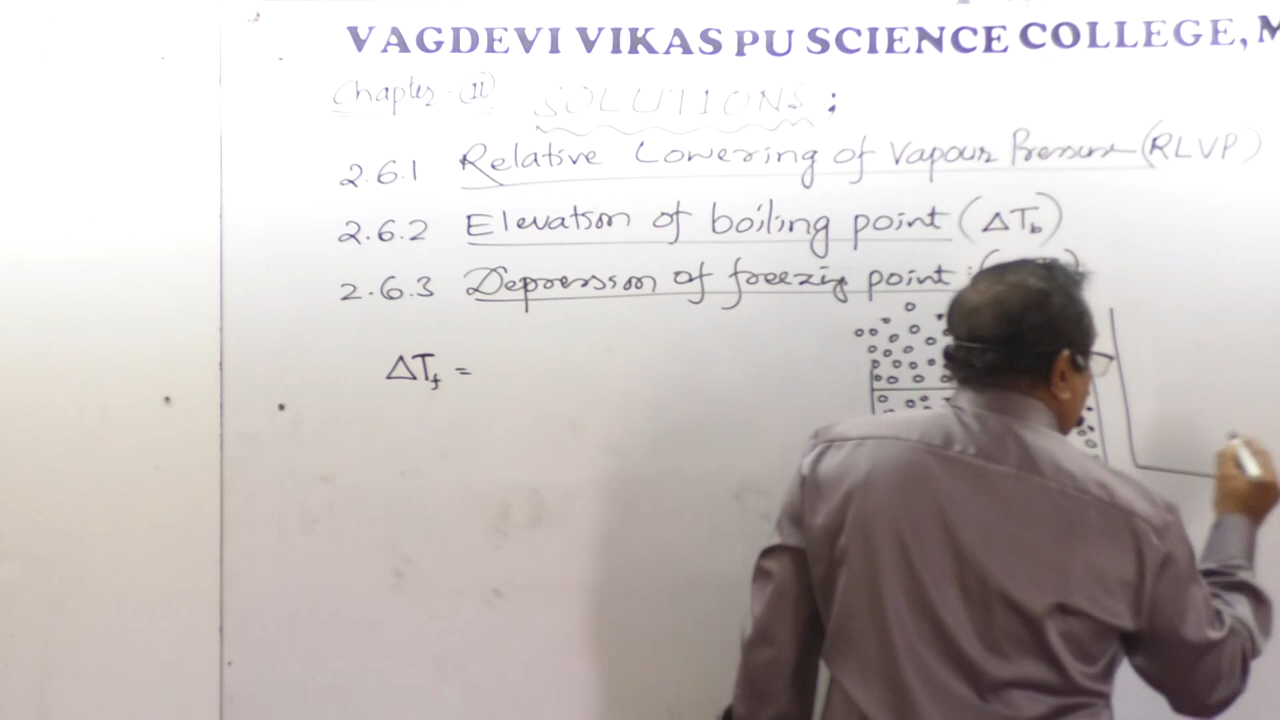 VAGDEVI VIKAS PU SCIENCE COLLEGE, M
Chapter-(II) SOLUTIONS :
2.6.1 Relative Lowering of Vapour Pressure (RLVP)
2.6.2 Elevation of boiling point (ΔTb)
2.6.3 Depression of freezing point : (
ΔTf =